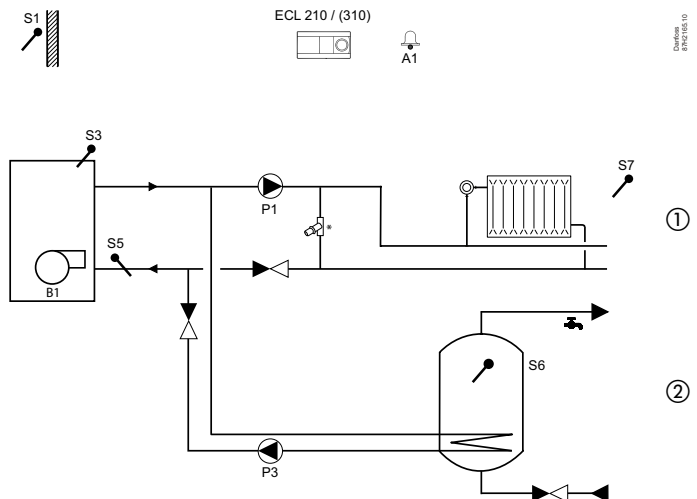 S1
ECL 210 / (310)
A1
Danfoss
87H2165.10
S3
S7
P1
*
①
S5
B1
S6
②
P3